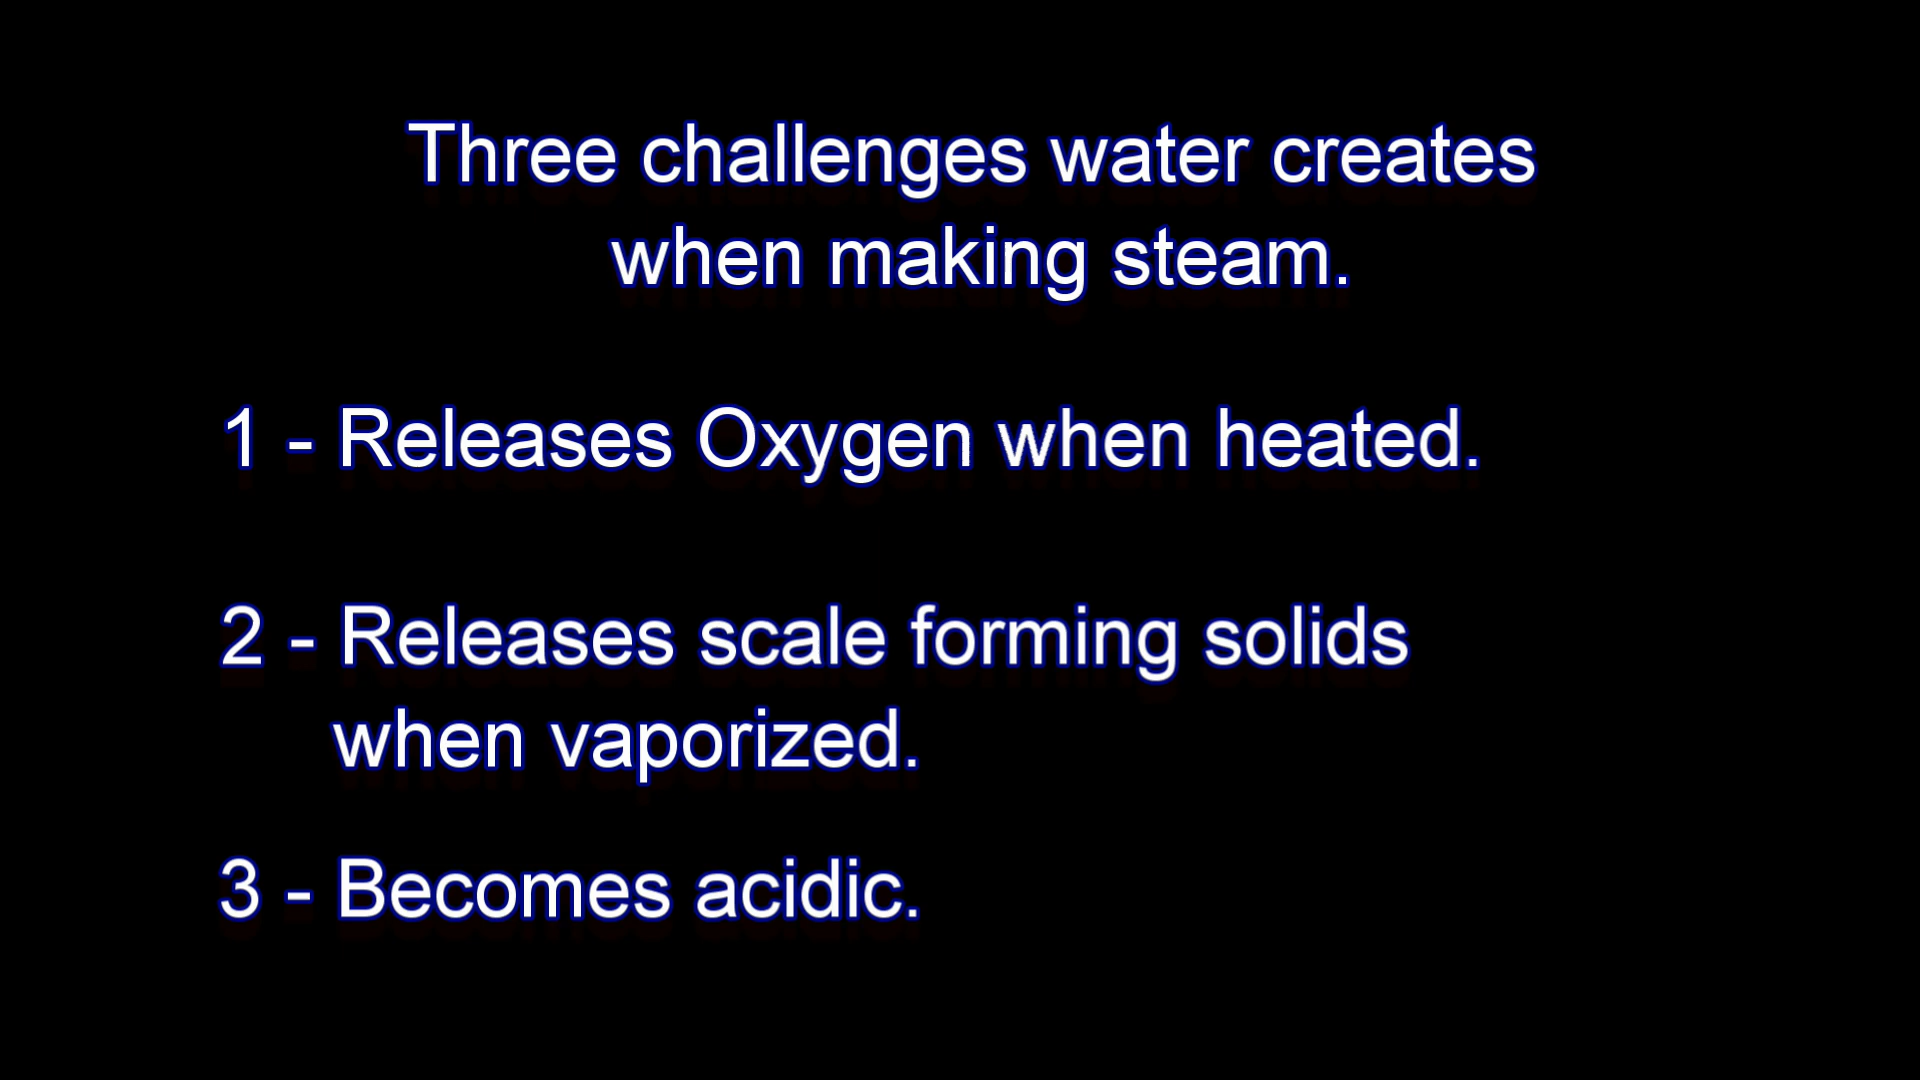 Three challenges water creates
when making steam.
1 - Releases Oxygen when heated.
2 - Releases scale forming solids
when vaporized.
3 - Becomes acidic.